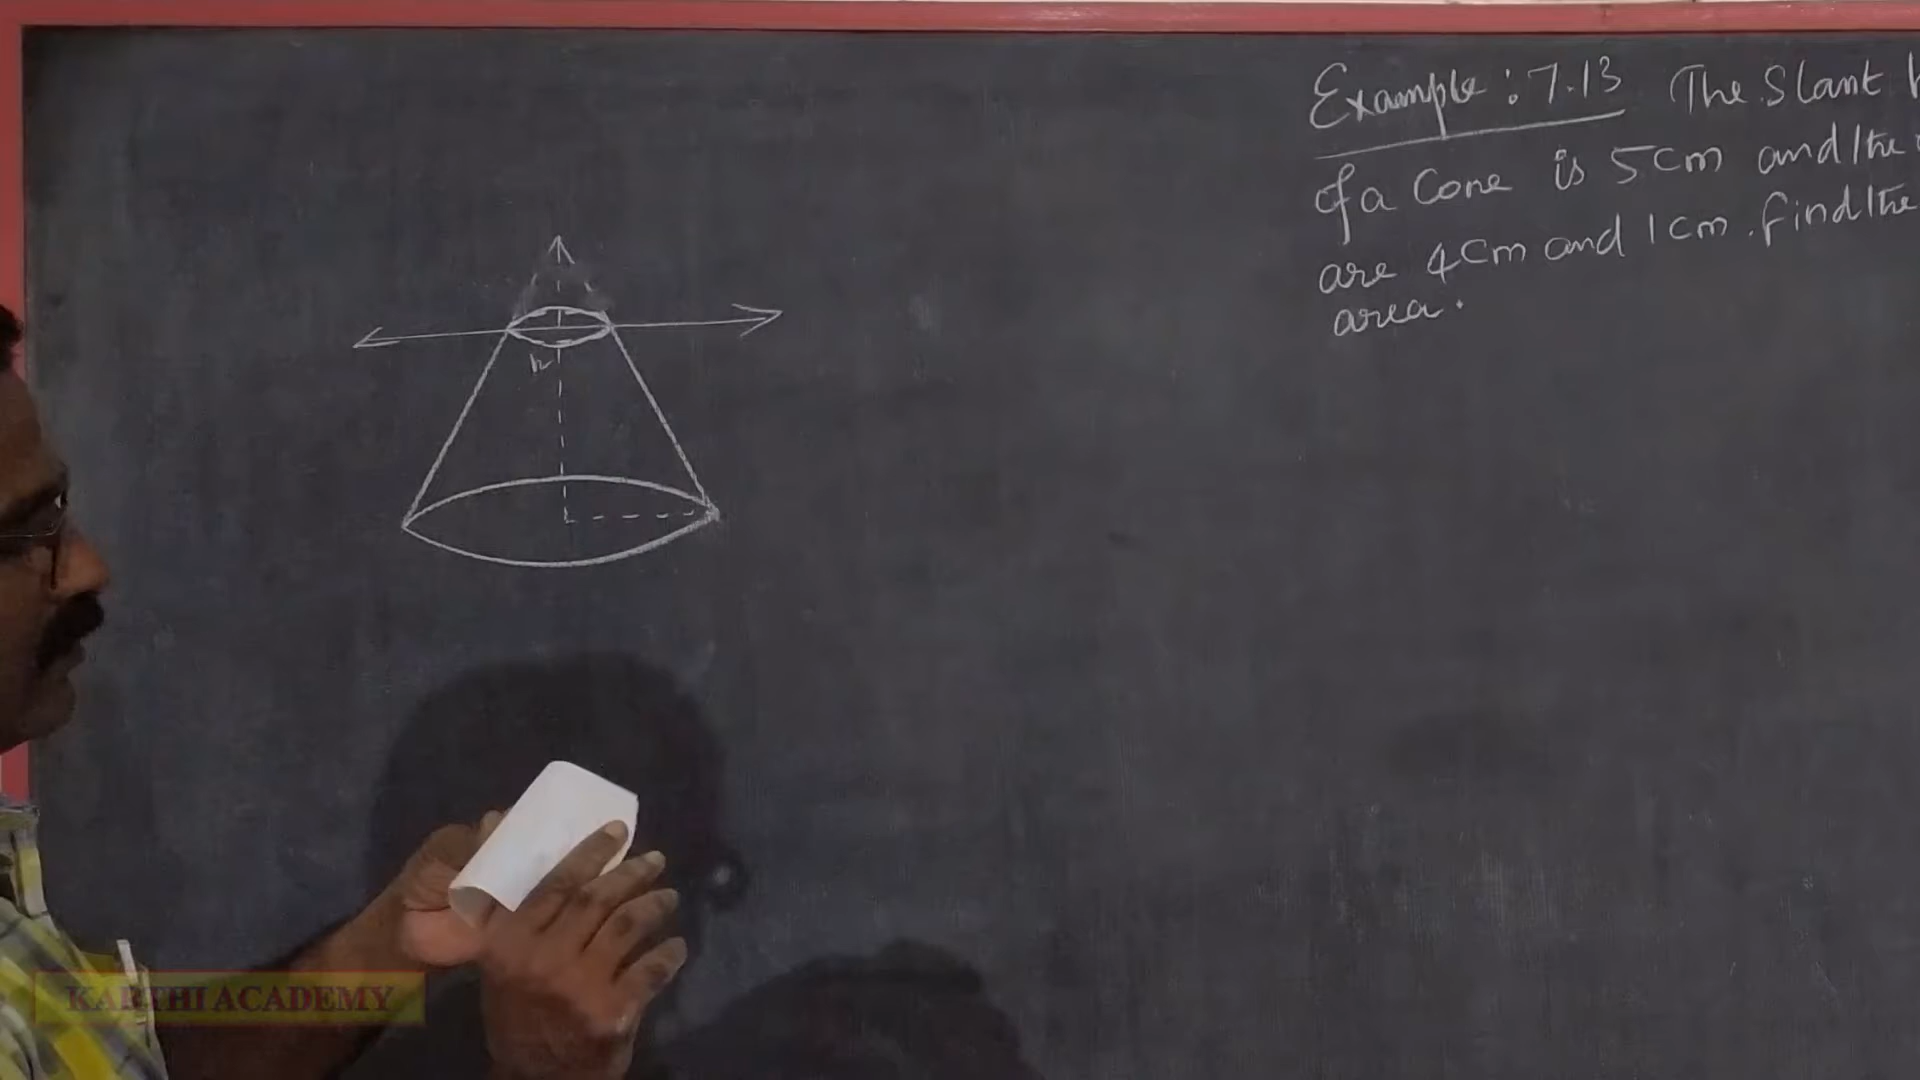 Example : 7.13 The Slant
of a Cone is 5cm and the
are 4cm and 1cm . find the
area .
r
KARTHI ACADEMY